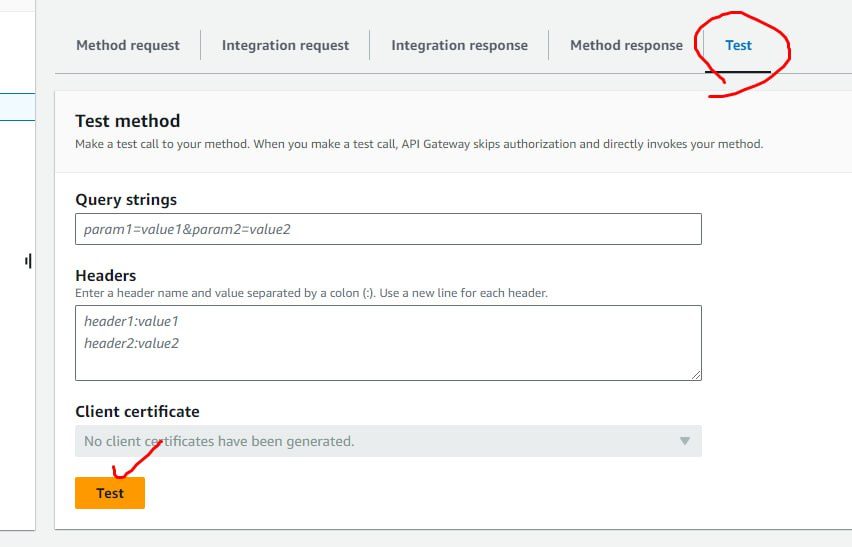 Method request Integration request Integration response Method response Test
Test method
Make a test call to your method. When you make a test call, API Gateway skips authorization and directly invokes your method.
Query strings
param1=value1&param2=value2
Headers
Enter a header name and value separated by a colon (:). Use a new line for each header.
header1:value1
header2:value2
Client certificate
No client certificates have been generated.
Test